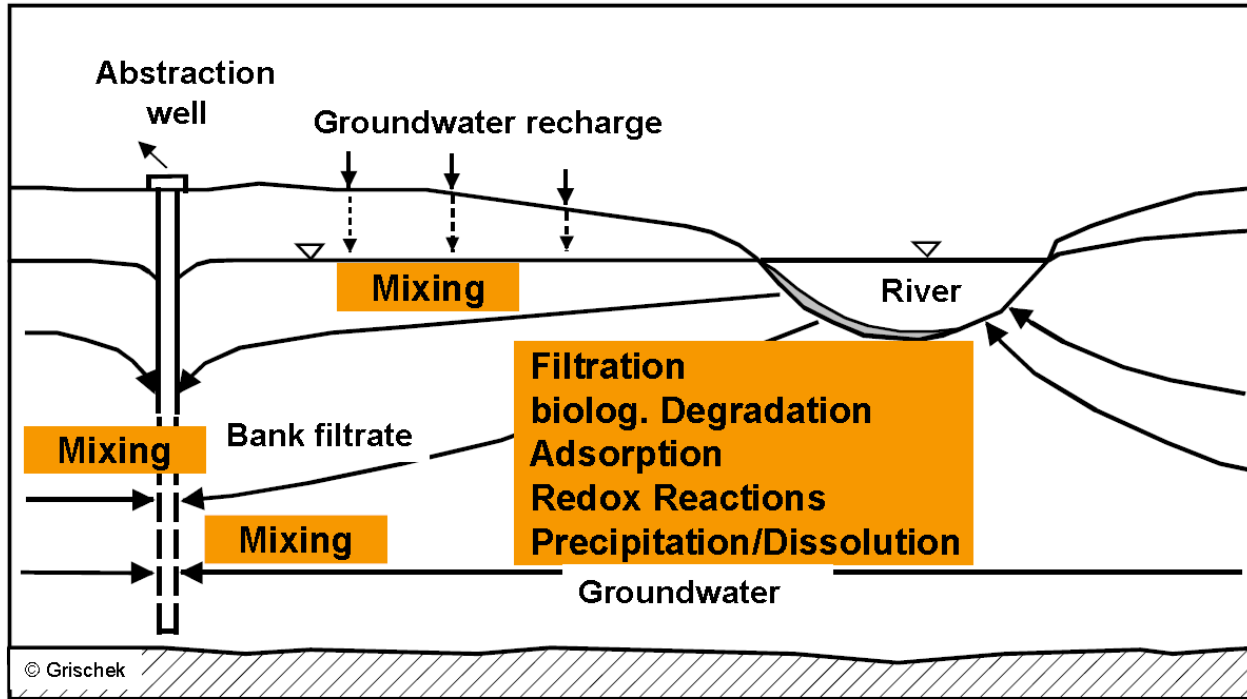 Abstraction
well
Groundwater recharge
Mixing
River
Filtration
biolog. Degradation
Adsorption
Redox Reactions
Precipitation/Dissolution
Bank filtrate
Mixing
Mixing
Groundwater
© Grischek